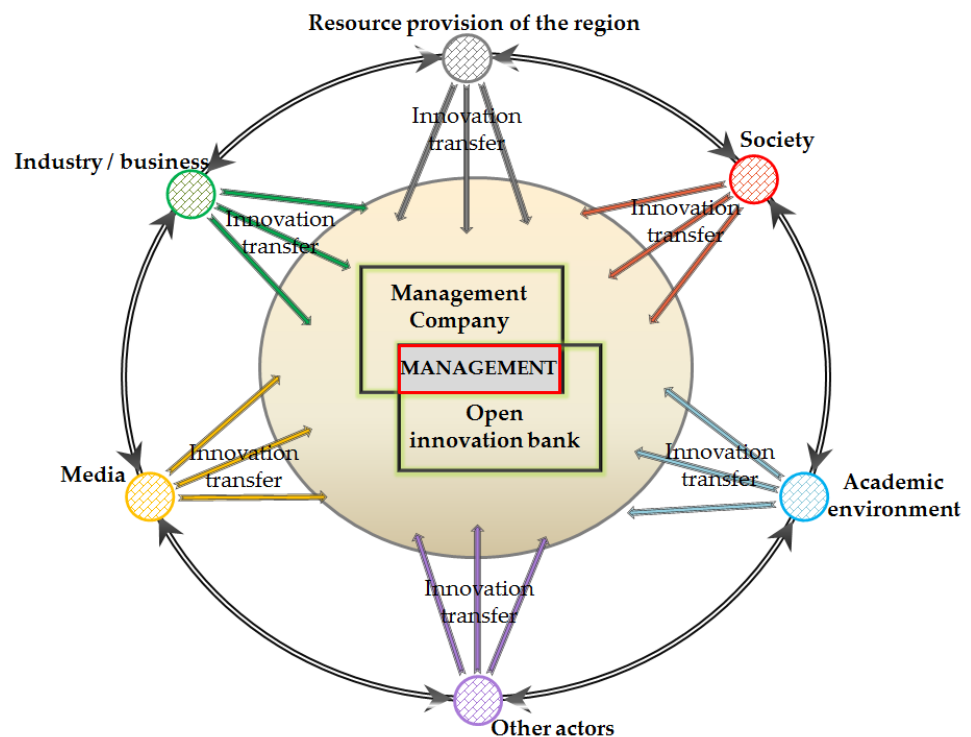 Resource provision of the region
Innovation
transfer
Society
Industry / business
Innovation
transfer
Innovation
transfer
Management
Company
MANAGEMENT
Open
innovation bank
Media
Innovation
transfer
Innovation
transfer
Academic
environment
Innovation
transfer
Other actors